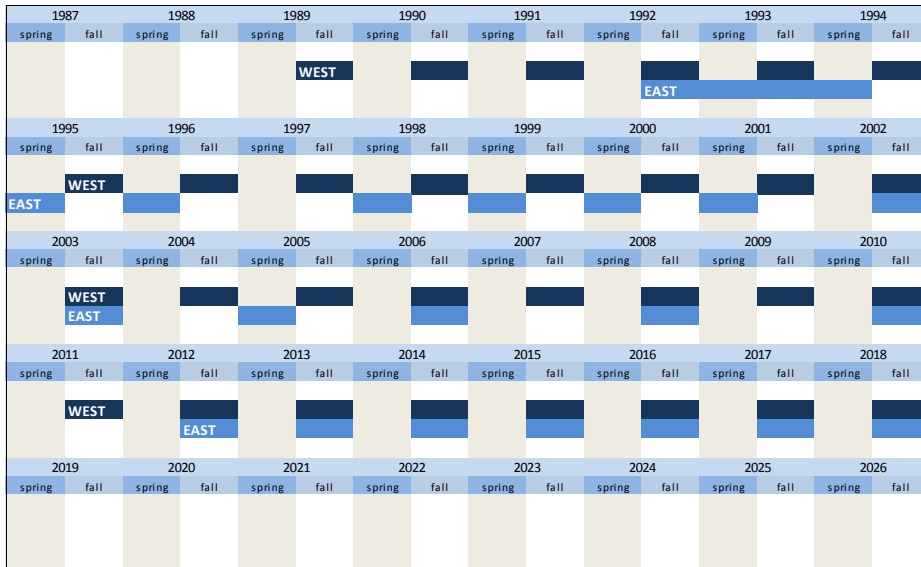 1987 1988 1989 1990 1991 1992 1993 1994
spring fall spring fall spring fall spring fall spring fall spring fall spring fall spring fall
WEST
EAST
1995 1996 1997 1998 1999 2000 2001 2002
spring fall spring fall spring fall spring fall spring fall spring fall spring fall spring fall
WEST
EAST
2003 2004 2005 2006 2007 2008 2009 2010
spring fall spring fall spring fall spring fall spring fall spring fall spring fall spring fall
WEST
EAST
2011 2012 2013 2014 2015 2016 2017 2018
spring fall spring fall spring fall spring fall spring fall spring fall spring fall spring fall
WEST
EAST
2019 2020 2021 2022 2023 2024 2025 2026
spring fall spring fall spring fall spring fall spring fall spring fall spring fall spring fall